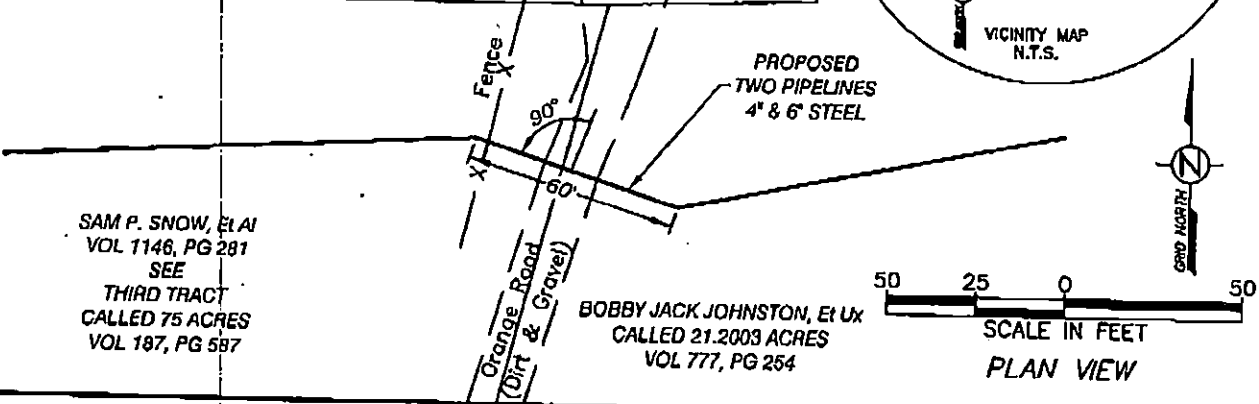 VICINITY MAP
N.T.S.
PROPOSED
TWO PIPELINES
4" & 6" STEEL
Fence
X
90°
X
60'
GRID NORTH
N
SAM P. SNOW, Et Al
VOL 1146, PG 281
SEE
THIRD TRACT
CALLED 75 ACRES
VOL 187, PG 587
Orange Road
(Dirt & Gravel)
BOBBY JACK JOHNSTON, Et Ux
CALLED 21.2003 ACRES
VOL 777, PG 254
50 25 0 50
SCALE IN FEET
PLAN VIEW